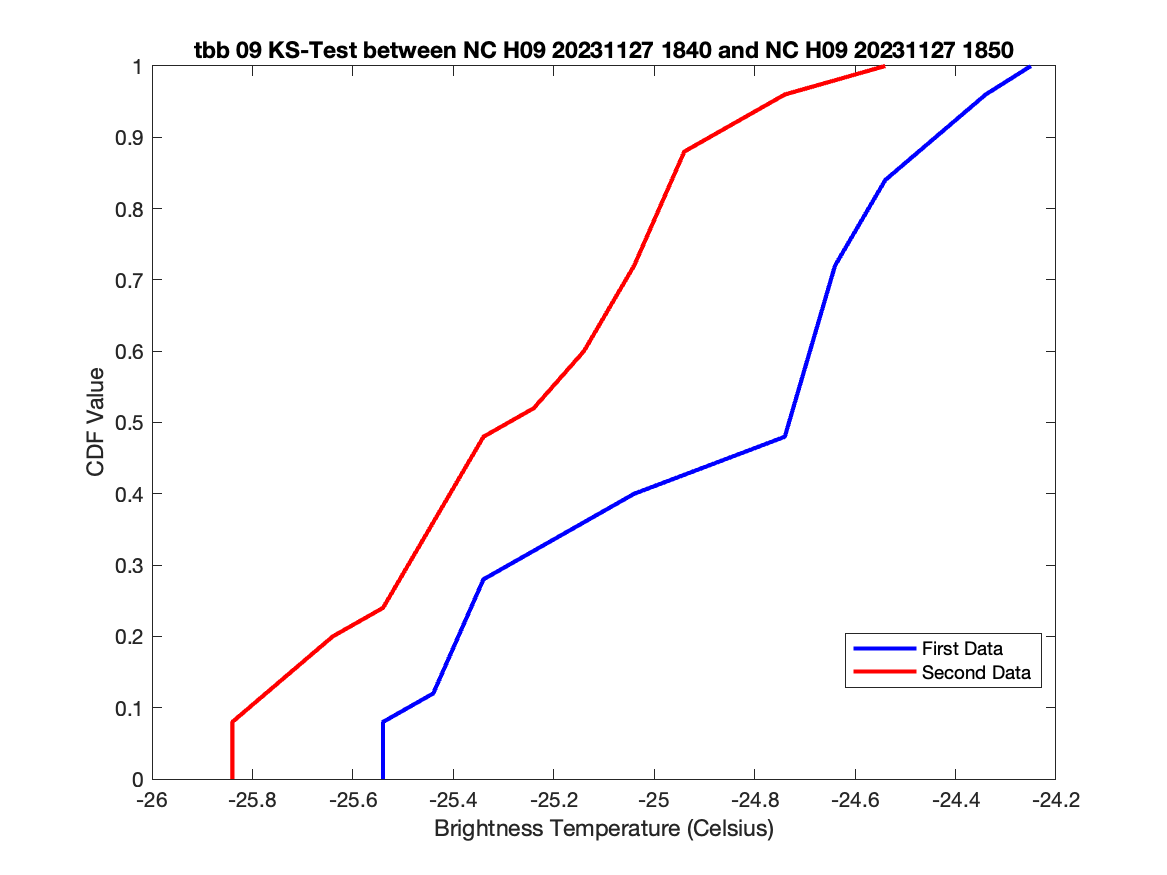 tbb 09 KS-Test between NC H09 20231127 1840 and NC H09 20231127 1850
1
0.9
0.8
0.7
0.6
0.5
0.4
0.3
0.2
0.1
0
CDF Value
First Data
Second Data
-26 -25.8 -25.6 -25.4 -25.2 -25 -24.8 -24.6 -24.4 -24.2
Brightness Temperature (Celsius)